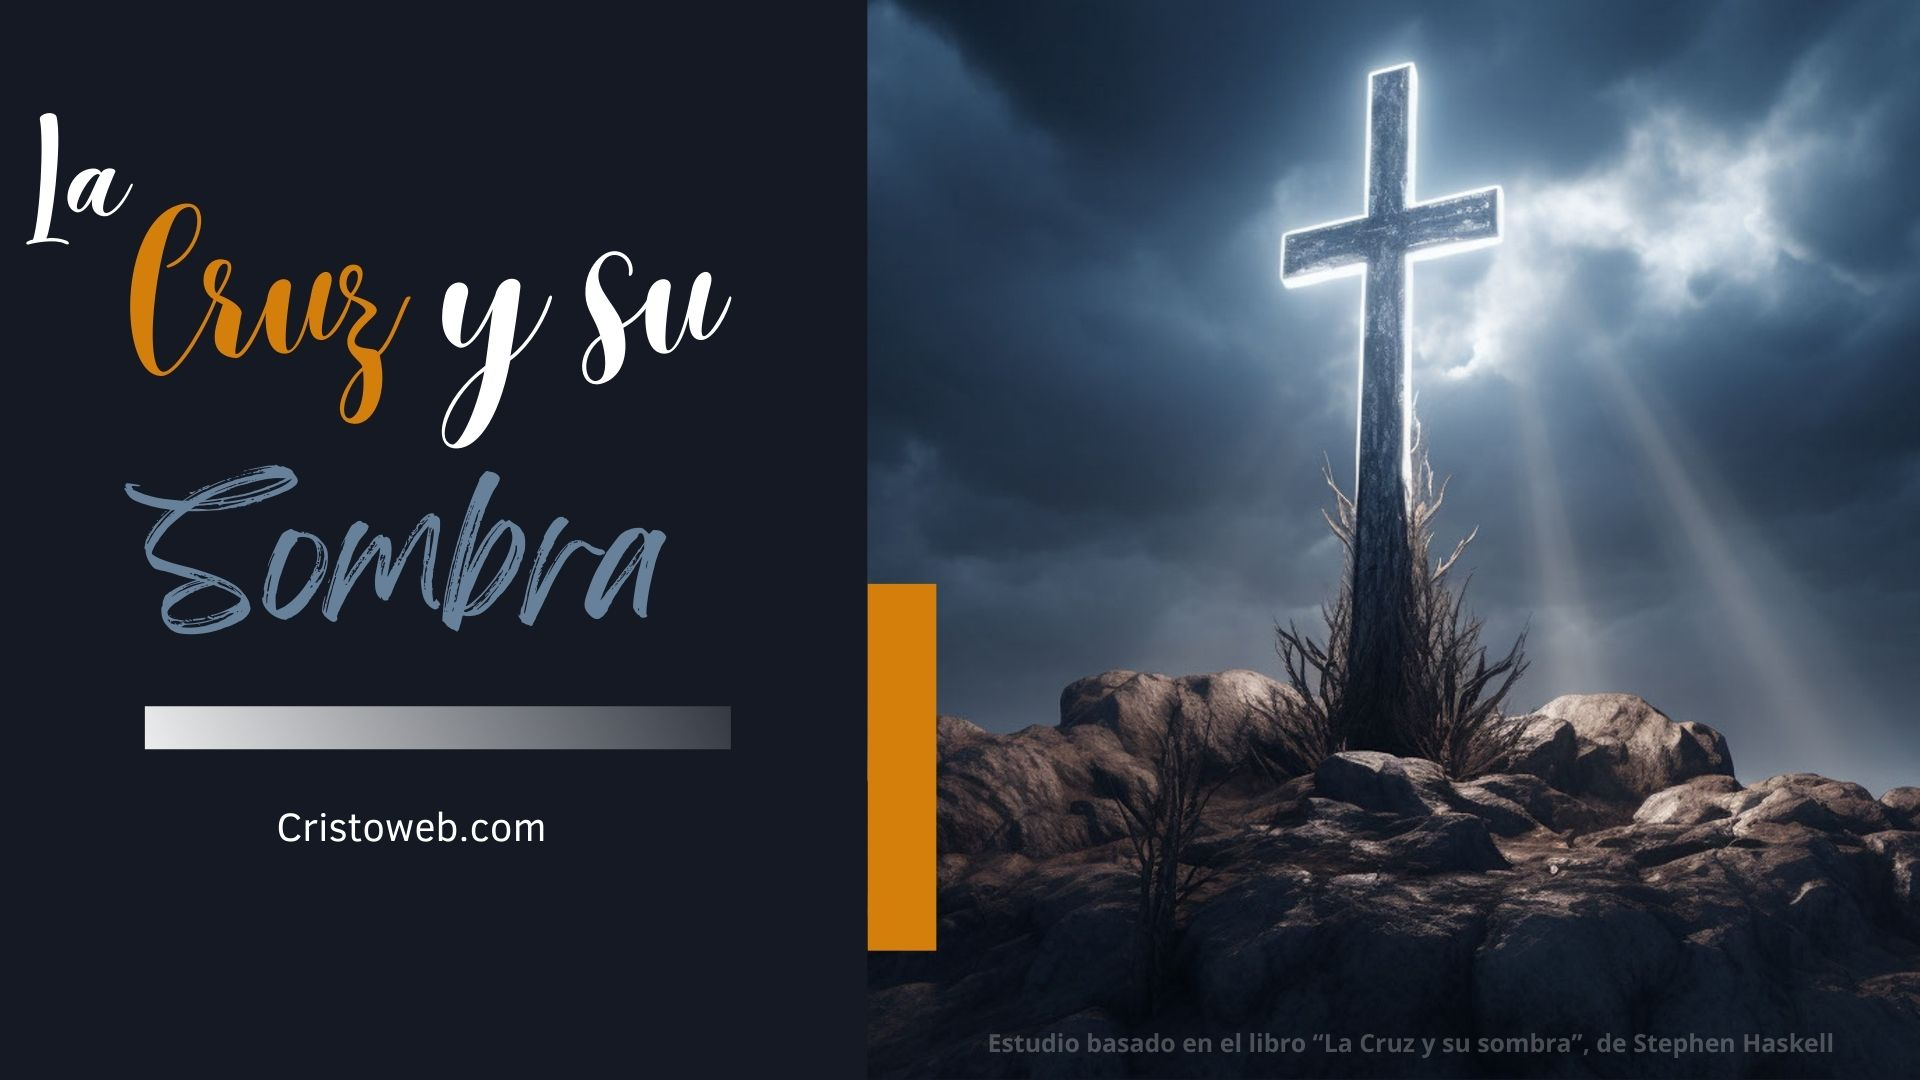 La
Cruz y su
Sombra
Cristoweb.com
Estudio basado en el libro “La Cruz y su sombra”, de Stephen Haskell